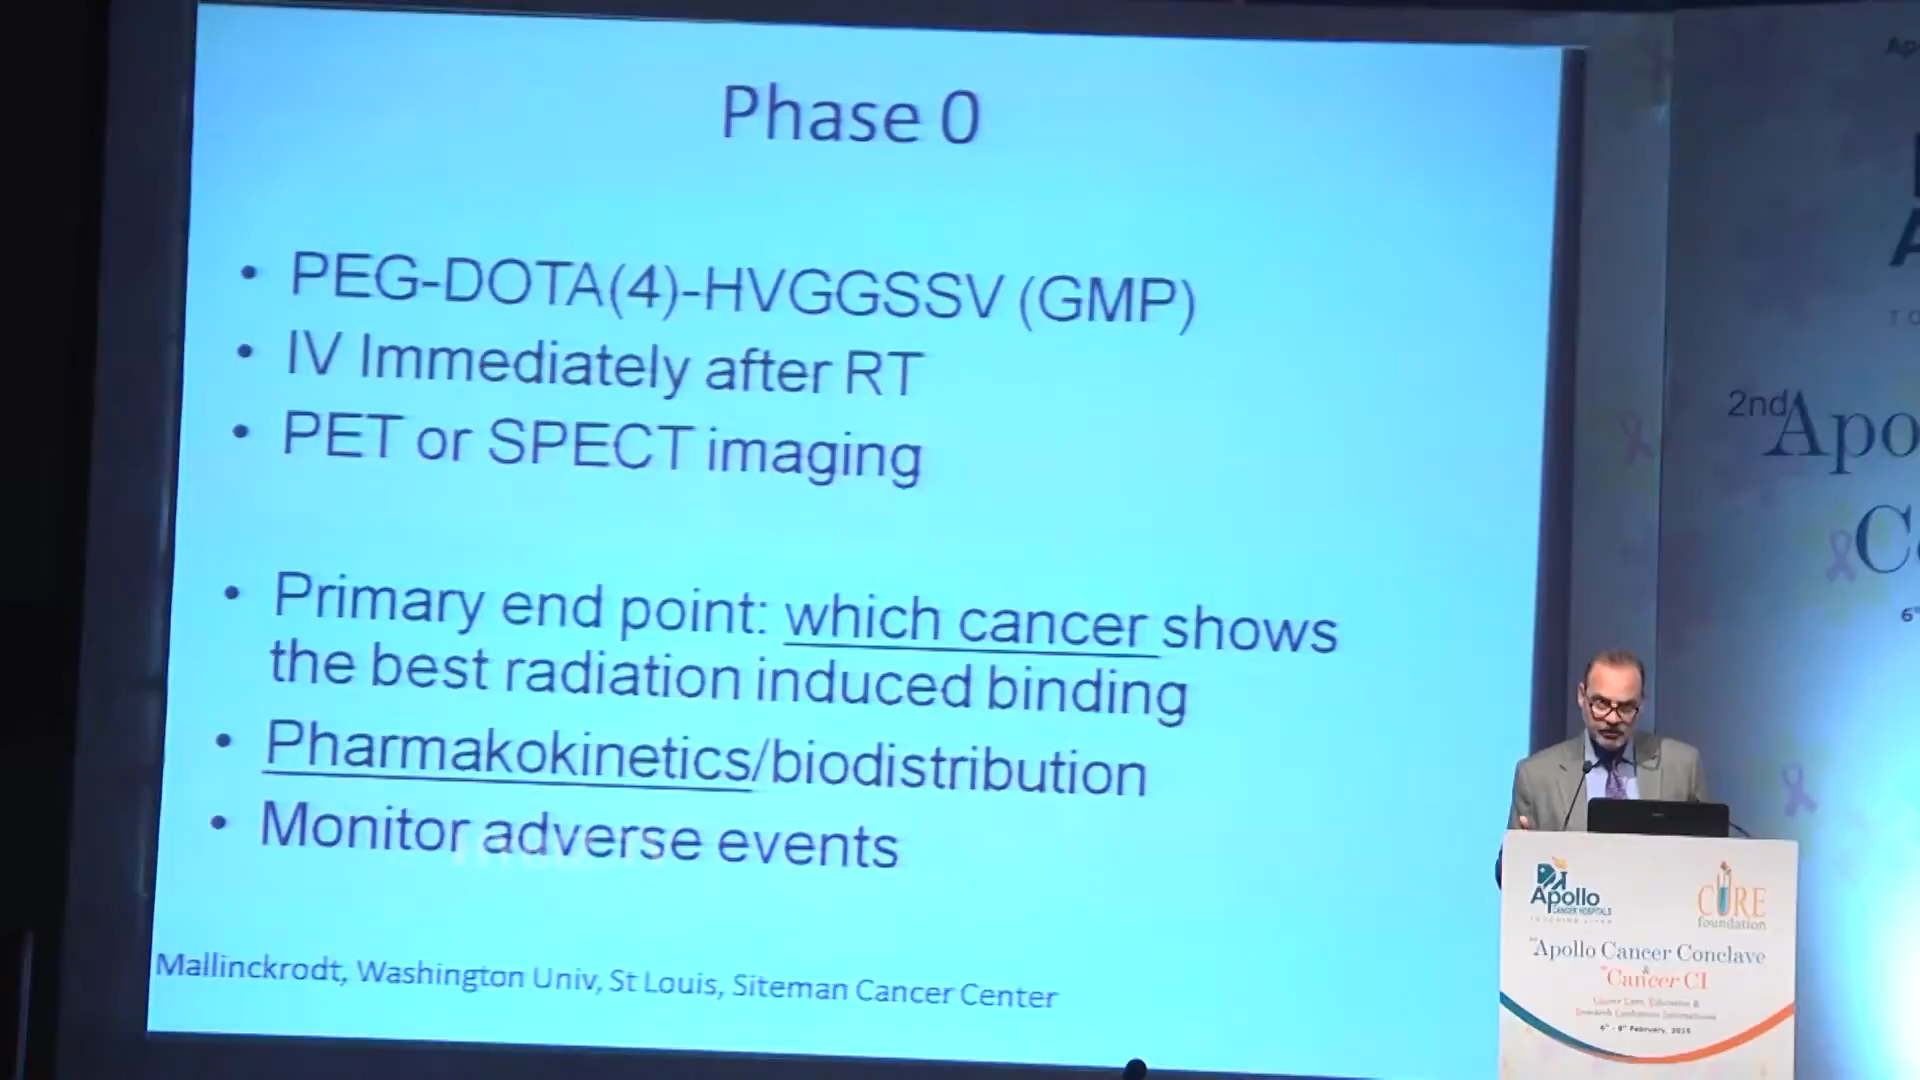 Phase 0
• PEG-DOTA(4)-HVGGSSV (GMP)
• IV Immediately after RT
• PET or SPECT imaging
• Primary end point: which cancer shows
the best radiation induced binding
• Pharmakokinetics/biodistribution
• Monitor adverse events
Mallinckrodt, Washington Univ, St Louis, Siteman Cancer Center
2nd
Apo
Apollo
CANCER HOSPITALS
CURE
foundation
Apollo Cancer Conclave
&
Cancer CI